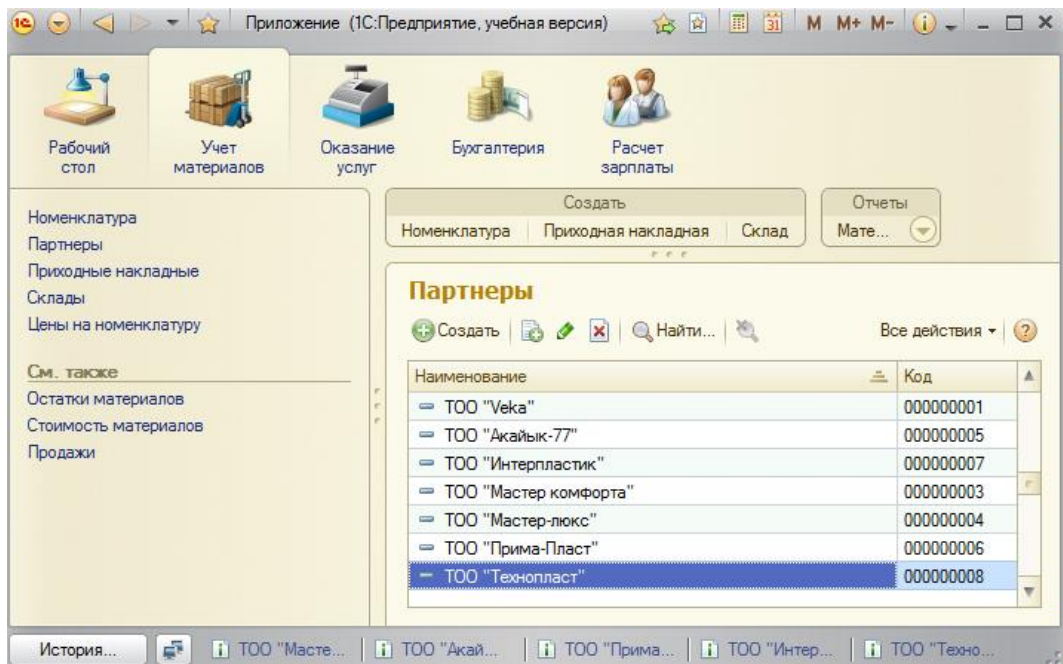 Приложение (1С:Предприятие, учебная версия)
M M+ M-
31
Рабочий стол
Учет материалов
Оказание услуг
Бухгалтерия
Расчет зарплаты
Номенклатура
Партнеры
Приходные накладные
Склады
Цены на номенклатуру
См. также
Остатки материалов
Стоимость материалов
Продажи
Создать
Номенклатура Приходная накладная Склад
Отчеты
Мате...
Партнеры
Создать Найти... Все действия
Наименование Код
ТОО "Veka" 000000001
ТОО "Акайык-77" 000000005
ТОО "Интерпластик" 000000007
ТОО "Мастер комфорта" 000000003
ТОО "Мастер-люкс" 000000004
ТОО "Прима-Пласт" 000000006
ТОО "Технопласт" 000000008
История... ТОО "Масте... ТОО "Акай... ТОО "Прима... ТОО "Интер... ТОО "Техно...